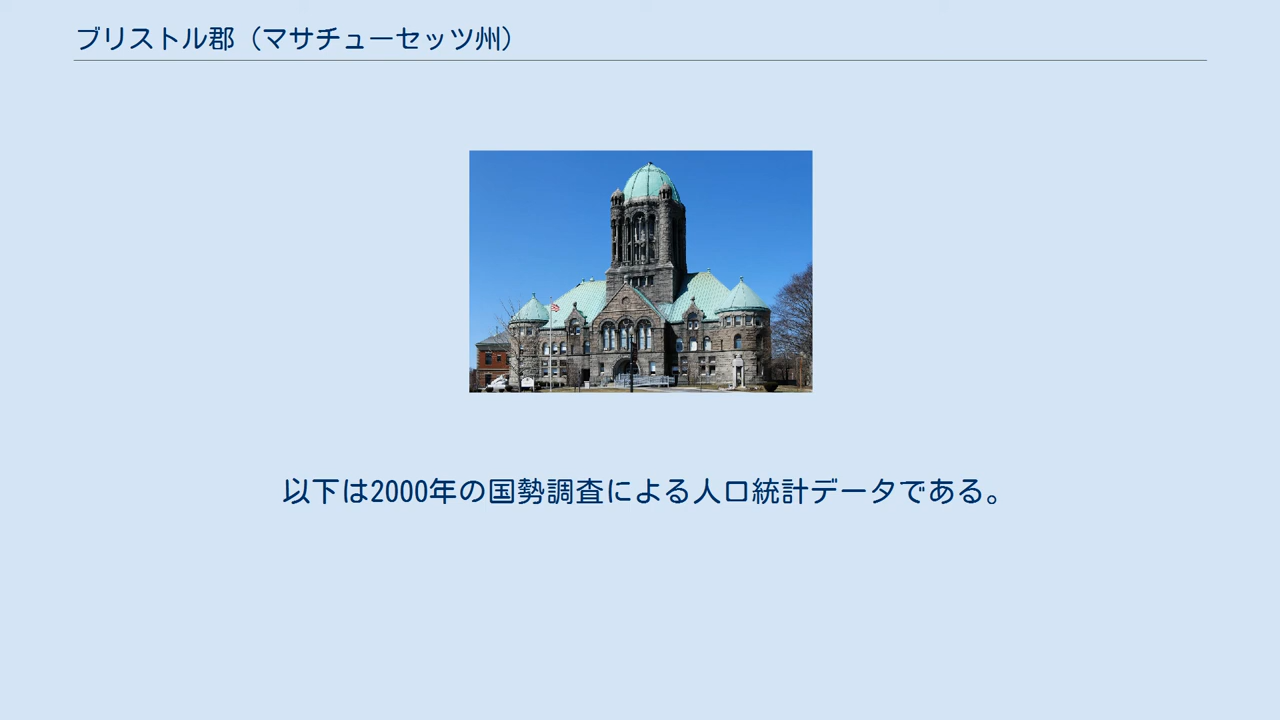 ブリストル郡（マサチューセッツ州）
以下は2000年の国勢調査による人口統計データである。